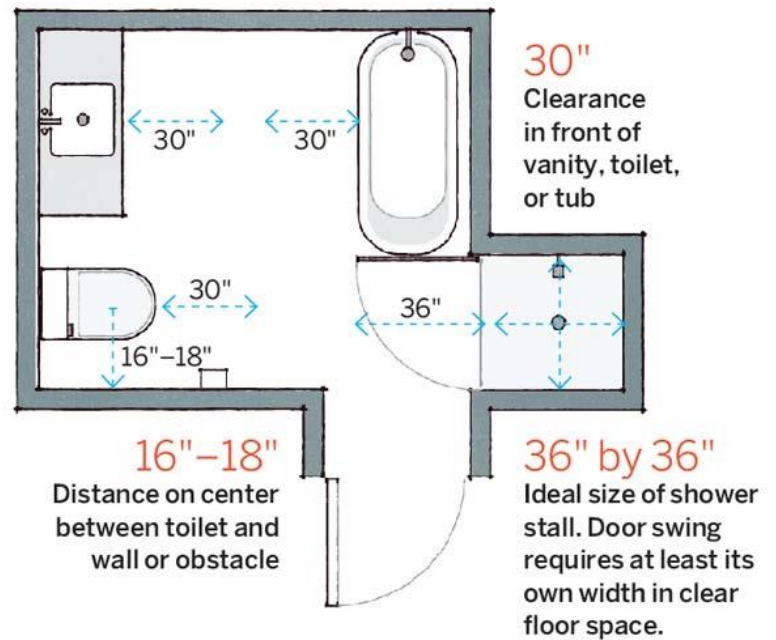 30"
Clearance
in front of
vanity, toilet,
or tub
30"
30"
30"
36"
16"–18"
16"–18"
Distance on center
between toilet and
wall or obstacle
36" by 36"
Ideal size of shower
stall. Door swing
requires at least its
own width in clear
floor space.